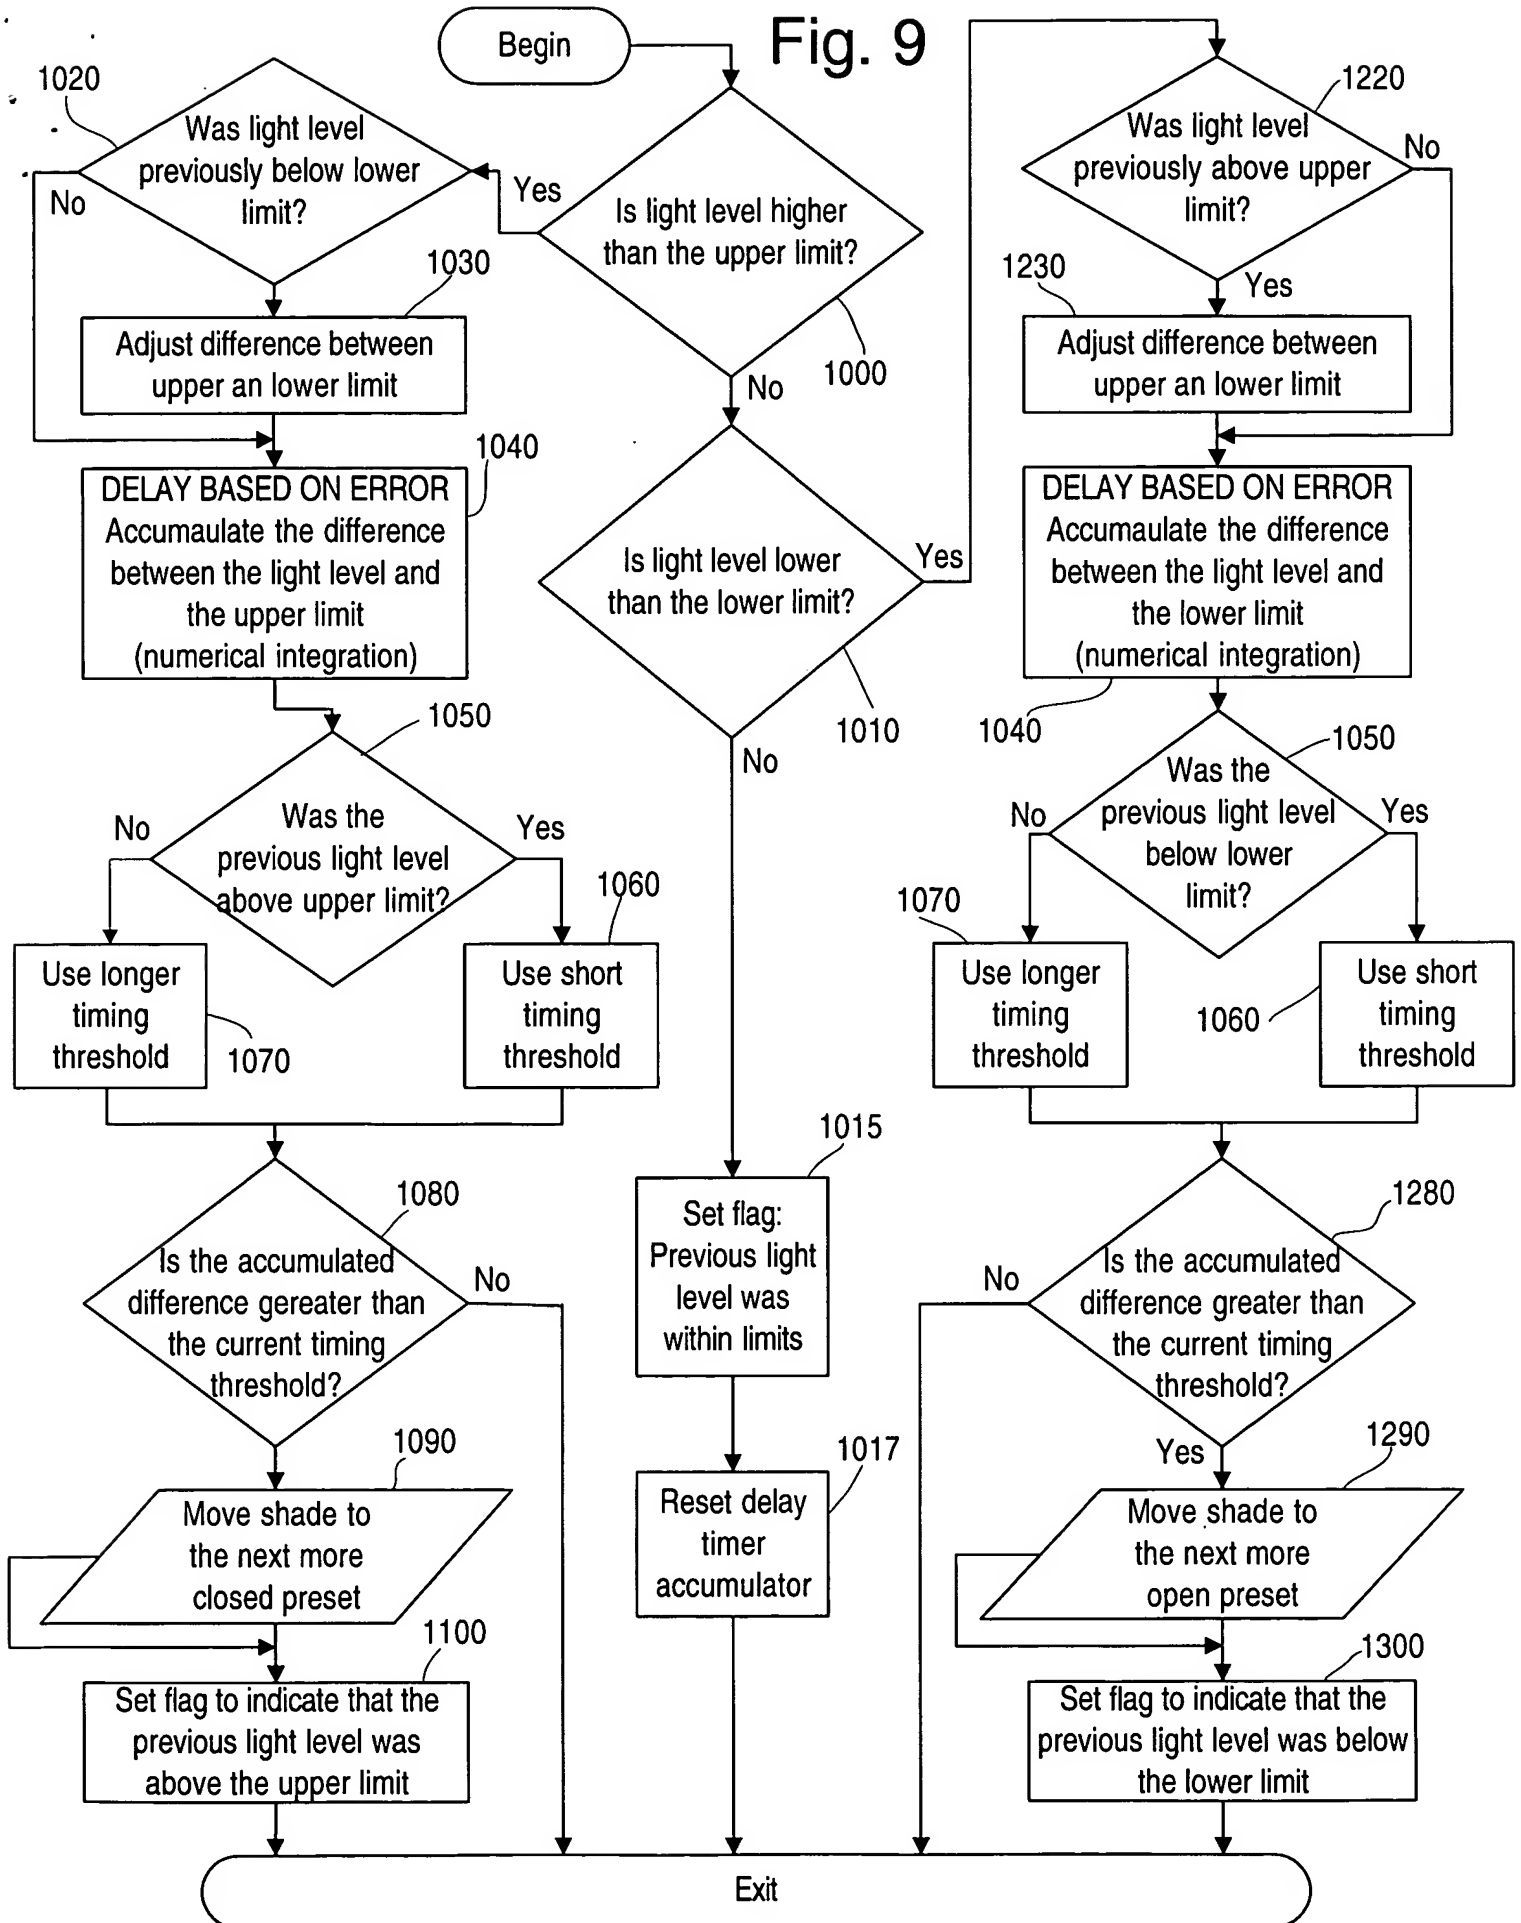 Fig. 9
Begin
1000
Is light level higher
than the upper limit?
Yes
No
1020
Was light level
previously below lower
limit?
No
1030
Adjust difference between
upper an lower limit
1040
DELAY BASED ON ERROR
Accumaulate the difference
between the light level and
the upper limit
(numerical integration)
1050
Was the
previous light level
above upper limit?
No
Yes
1070
Use longer
timing
threshold
1060
Use short
timing
threshold
1080
Is the accumulated
difference gereater than
the current timing
threshold?
No
1090
Move shade to
the next more
closed preset
1100
Set flag to indicate that the
previous light level was
above the upper limit
1010
Is light level lower
than the lower limit?
Yes
No
1015
Set flag:
Previous light
level was
within limits
1017
Reset delay
timer
accumulator
1220
Was light level
previously above upper
limit?
No
Yes
1230
Adjust difference between
upper an lower limit
1040
DELAY BASED ON ERROR
Accumaulate the difference
between the light level and
the lower limit
(numerical integration)
1050
Was the
previous light level
below lower
limit?
No
Yes
1070
Use longer
timing
threshold
1060
Use short
timing
threshold
1280
Is the accumulated
difference greater than
the current timing
threshold?
No
Yes
1290
Move shade to
the next more
open preset
1300
Set flag to indicate that the
previous light level was below
the lower limit
Exit